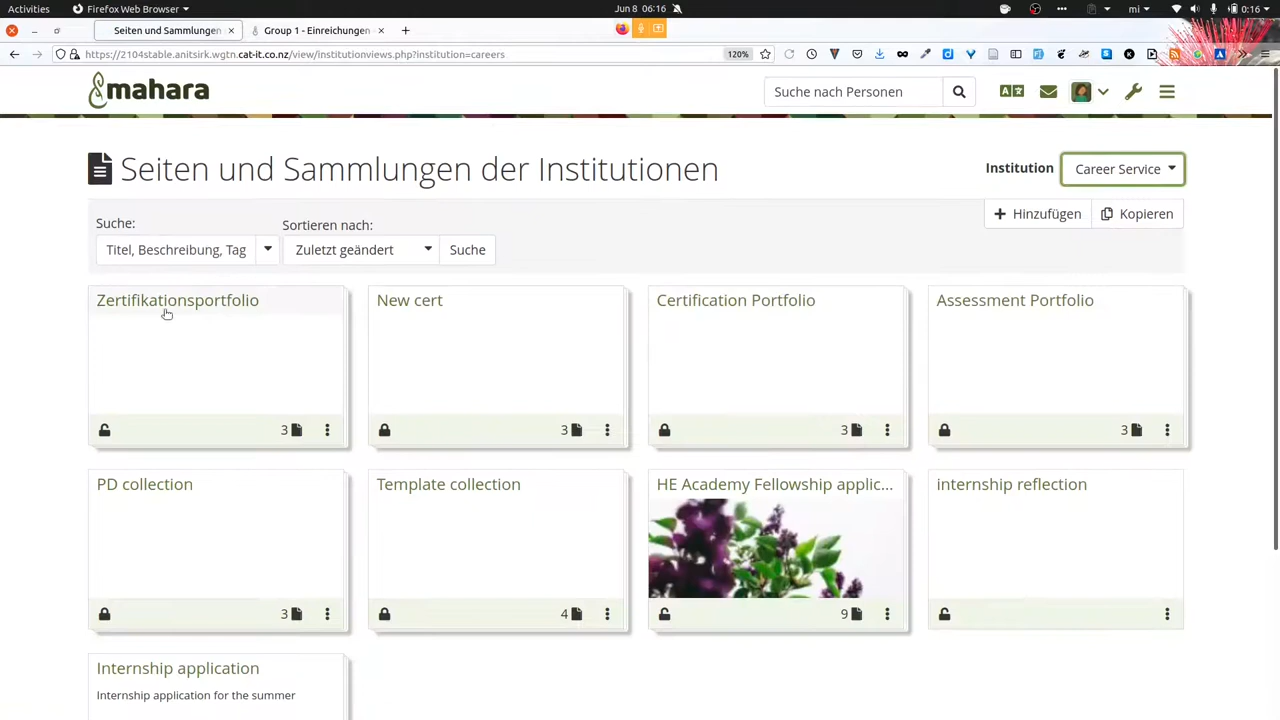 Activities
Firefox Web Browser
Jun 8 06:16
mi
0:16
Seiten und Sammlungen
Group 1 - Einreichungen
https://2104stable.anitsirk.wgtn.cat-it.co.nz/view/institutionviews.php?institution=careers
120%
mahara
Suche nach Personen
Seiten und Sammlungen der Institutionen
Institution
Career Service
Hinzufügen
Kopieren
Suche:
Sortieren nach:
Titel, Beschreibung, Tag
Zuletzt geändert
Suche
Zertifikationsportfolio
New cert
Certification Portfolio
Assessment Portfolio
3
3
3
3
PD collection
Template collection
HE Academy Fellowship applic...
internship reflection
3
4
9
Internship application
Internship application for the summer